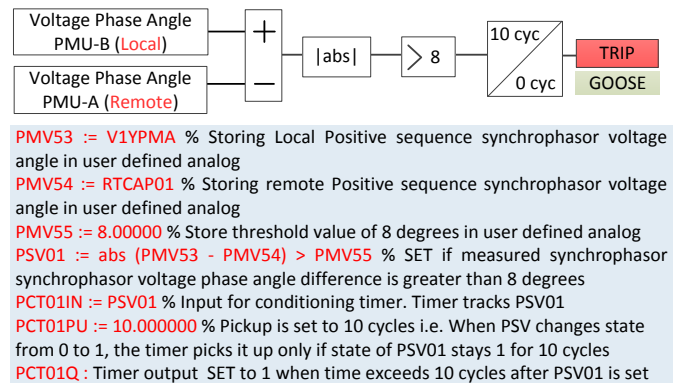 Voltage Phase Angle
PMU-B (Local)
Voltage Phase Angle
PMU-A (Remote)
+
−
|abs|
> 8
10 cyc
0 cyc
TRIP
GOOSE
PMV53 := V1YPMA % Storing Local Positive sequence synchrophasor voltage
angle in user defined analog
PMV54 := RTCAP01 % Storing remote Positive sequence synchrophasor voltage
angle in user defined analog
PMV55 := 8.00000 % Store threshold value of 8 degrees in user defined analog
PSV01 := abs (PMV53 - PMV54) > PMV55 % SET if measured synchrophasor
synchrophasor voltage phase angle difference is greater than 8 degrees
PCT01IN := PSV01 % Input for conditioning timer. Timer tracks PSV01
PCT01PU := 10.000000 % Pickup is set to 10 cycles i.e. When PSV changes state
from 0 to 1, the timer picks it up only if state of PSV01 stays 1 for 10 cycles
PCT01Q : Timer output SET to 1 when time exceeds 10 cycles after PSV01 is set